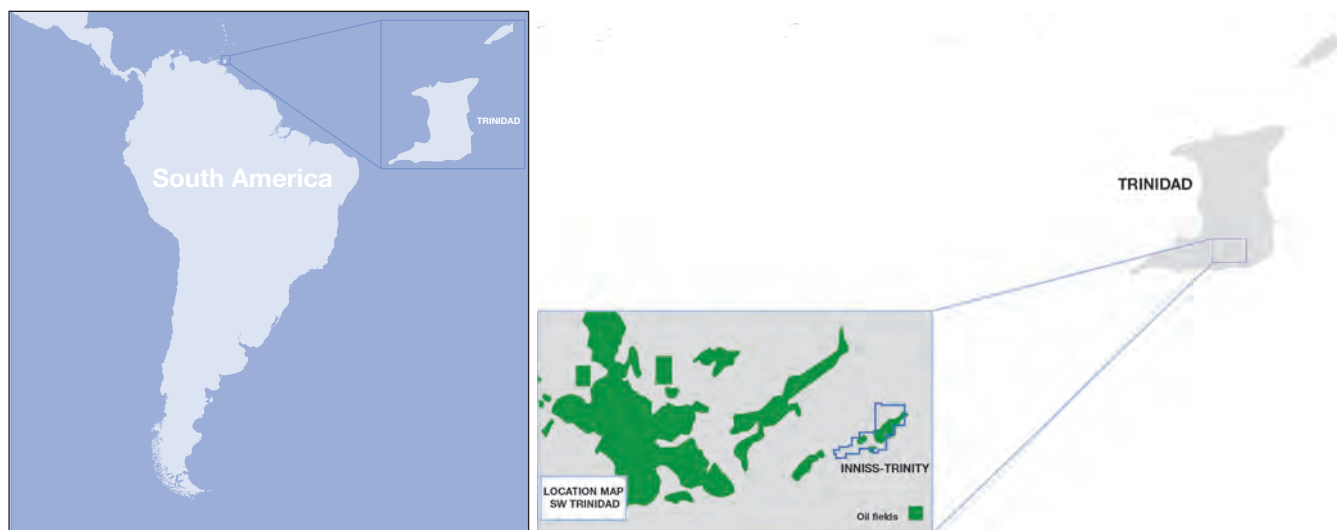 South America
TRINIDAD
TRINIDAD
INNISS-TRINITY
LOCATION MAP
SW TRINIDAD
Oil fields